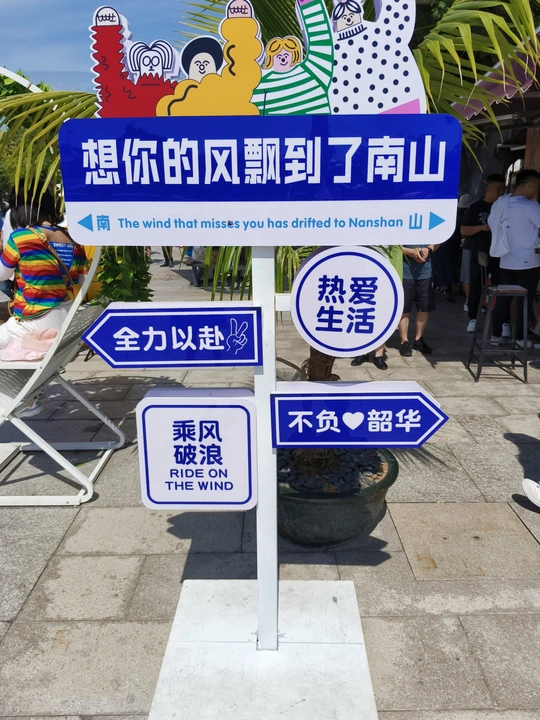 想你的风飘到了南山
南 The wind that misses you has drifted to Nanshan 山
热爱
生活
全力以赴
不负韶华
乘风
破浪
RIDE ON
THE WIND